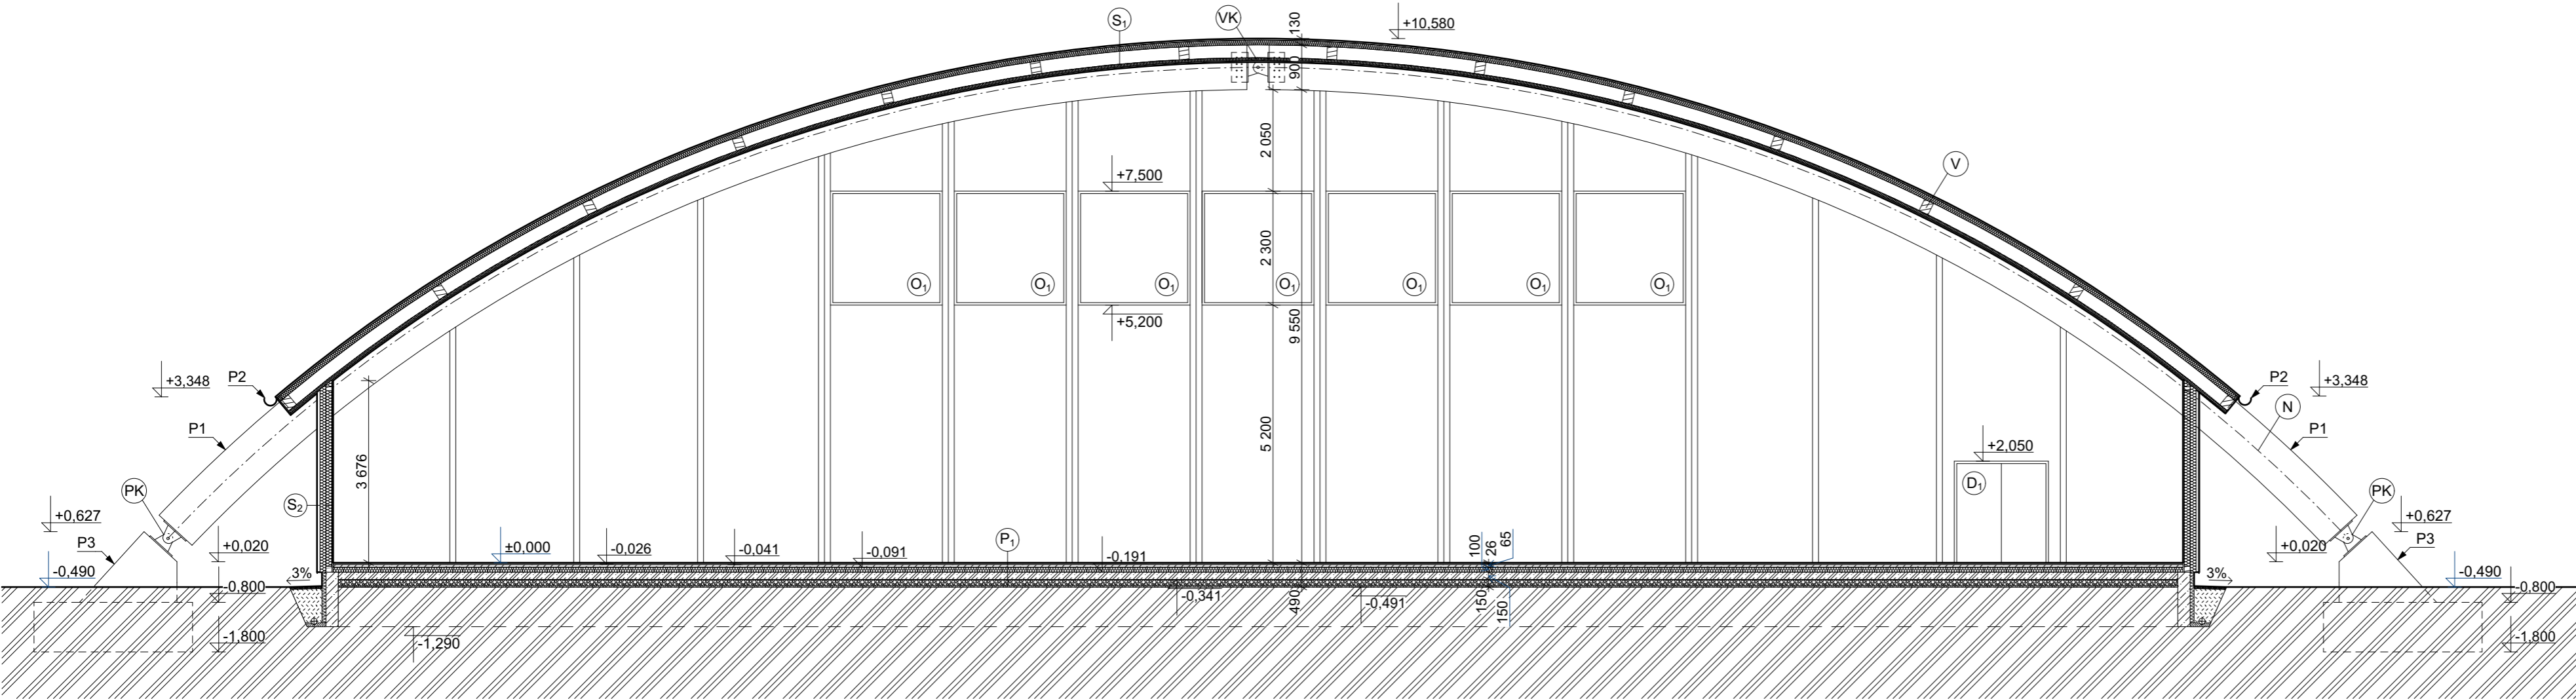 S1
VK
130
+10,580
900
2 050
V
+7,500
2 300
O1
O1
O1
O1
O1
O1
O1
+5,200
9 550
+3,348
P2
P2
+3,348
N
P1
P1
5 200
+2,050
3 676
PK
S2
D1
PK
+0,627
+0,627
P3
+0,020
±0,000
-0,026
-0,041
-0,091
P1
-0,191
100
26
65
+0,020
P3
-0,490
3%
3%
-0,490
-0,800
-0,341
490
-0,491
150
150
-0,800
-1,800
-1,290
-1,800